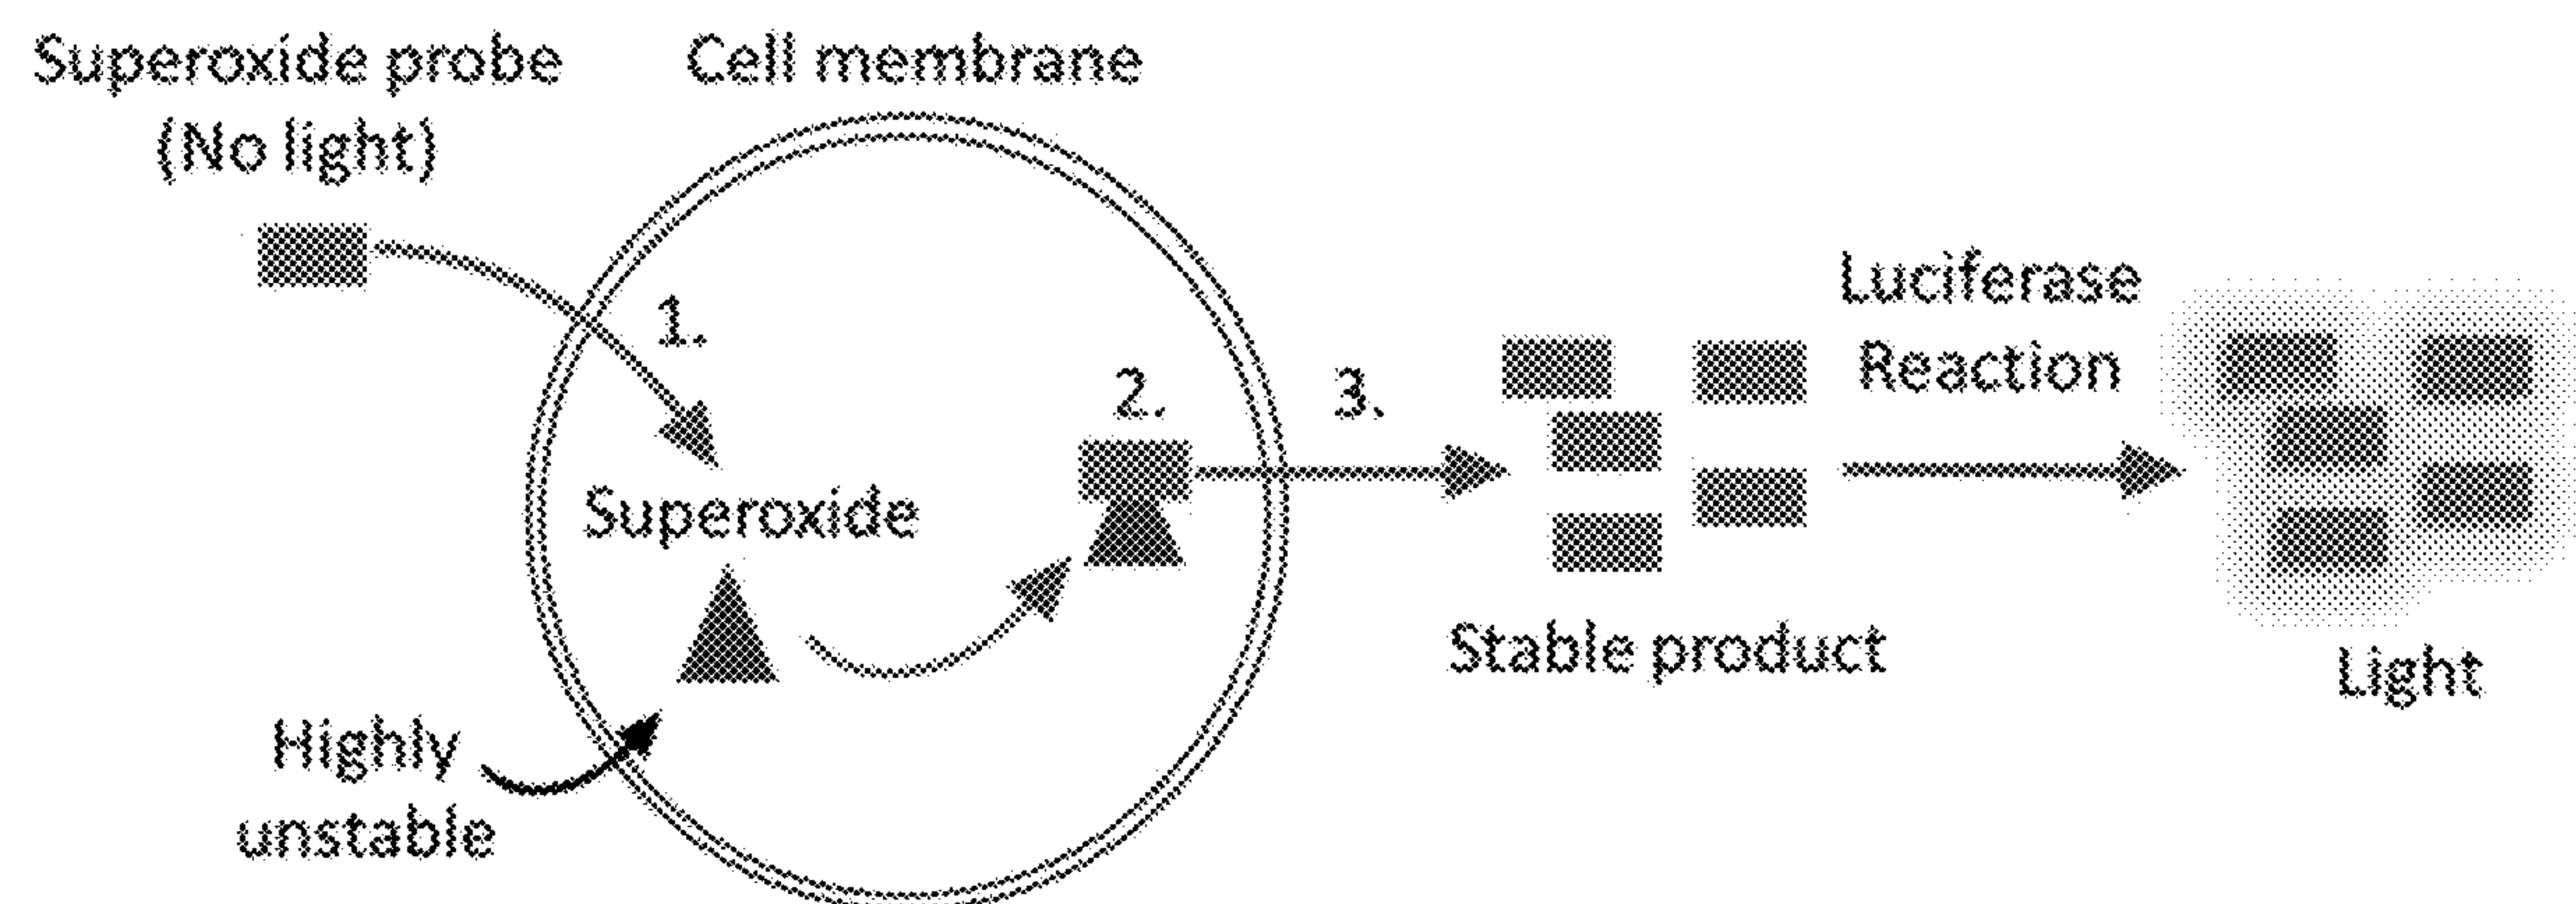 Superoxide probe
(No light)
Cell membrane
1.
Superoxide
2.
3.
Highly
unstable
Stable product
Luciferase
Reaction
Light